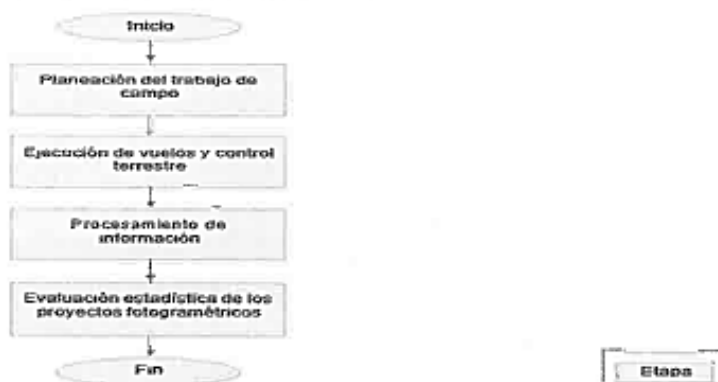 Inicio
Planeación del trabajo de
campo
Ejecución de vuelos y control
terrestre
Procesamiento de
información
Evaluación estadística de los
proyectos fotogramétricos
Fin
Etapa